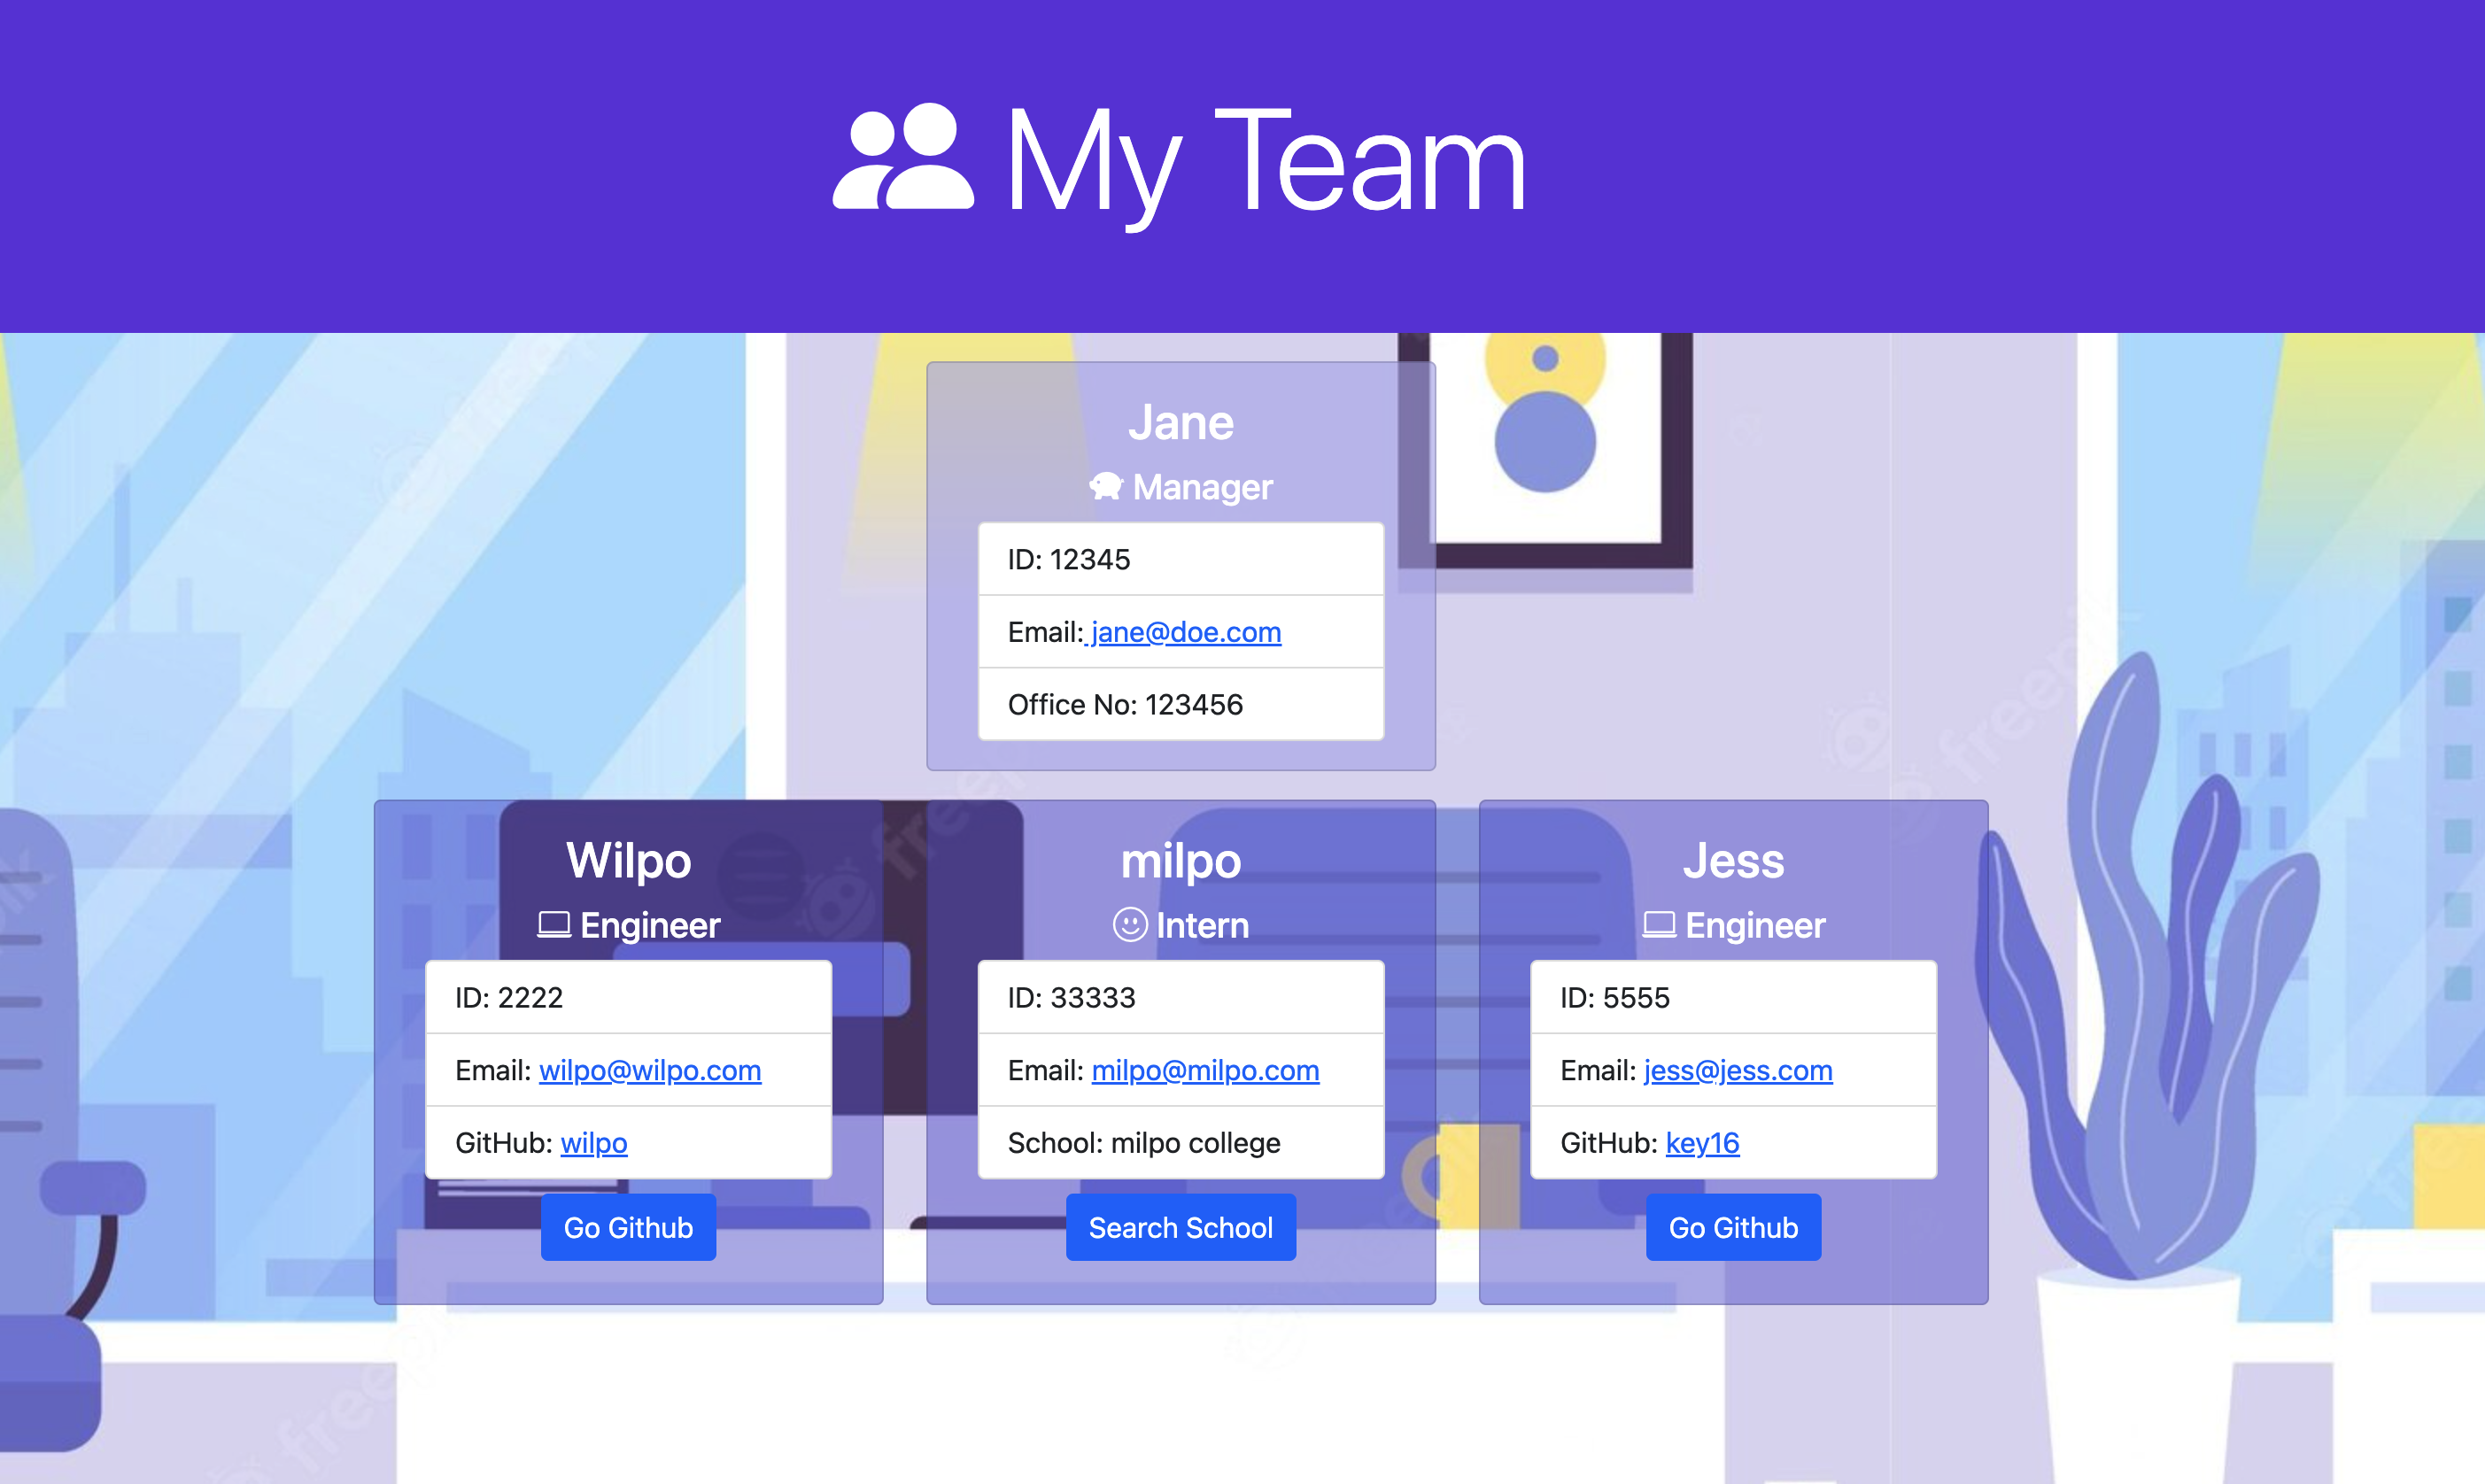 My Team
Jane
Manager
ID: 12345
Email: jane@doe.com
Office No: 123456
Wilpo
Engineer
ID: 2222
Email: wilpo@wilpo.com
GitHub: wilpo
Go Github
milpo
Intern
ID: 33333
Email: milpo@milpo.com
School: milpo college
Search School
Jess
Engineer
ID: 5555
Email: jess@jess.com
GitHub: key16
Go Github
freepik